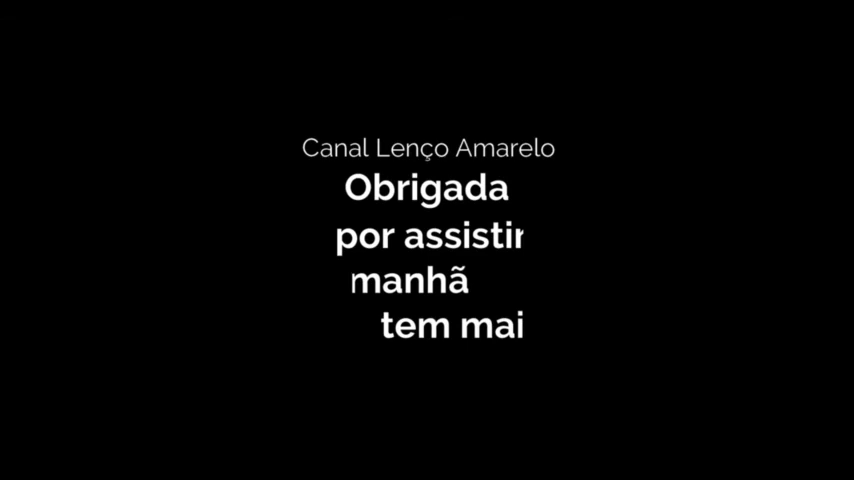 Canal Lenço Amarelo
Obrigada
por assistir
manhã
tem mai